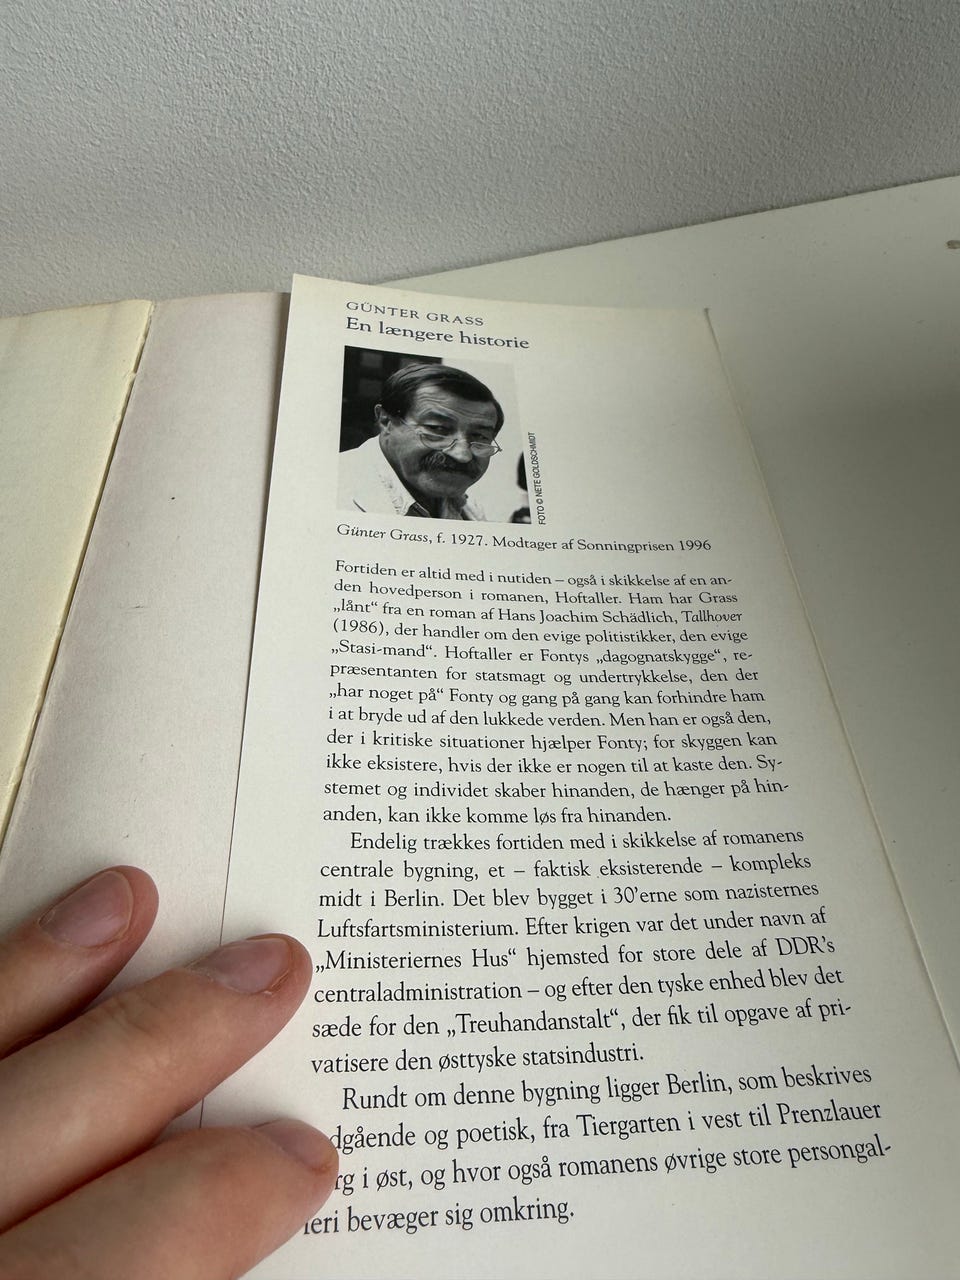 GÜNTER GRASS
En længere historie
FOTO © NETE GOLDSCHMIDT
Günter Grass, f. 1927. Modtager af Sonningprisen 1996
Fortiden er altid med i nutiden – også i skikkelse af en an-
den hovedperson i romanen, Hoftaller. Ham har Grass
„lånt“ fra en roman af Hans Joachim Schädlich, Tallhover
(1986), der handler om den evige politistikker, den evige
„Stasi-mand“. Hoftaller er Fontys „dagognatskygge“, re-
præsentanten for statsmagt og undertrykkelse, den der
„har noget på“ Fonty og gang på gang kan forhindre ham
i at bryde ud af den lukkede verden. Men han er også den,
der i kritiske situationer hjælper Fonty; for skyggen kan
ikke eksistere, hvis der ikke er nogen til at kaste den. Sy-
stemet og individet skaber hinanden, de hænger på hin-
anden, kan ikke komme løs fra hinanden.
Endelig trækkes fortiden med i skikkelse af romanens
centrale bygning, et – faktisk eksisterende – kompleks
midt i Berlin. Det blev bygget i 30’erne som nazisternes
Luftsfartsministerium. Efter krigen var det under navn af
„Ministeriernes Hus“ hjemsted for store dele af DDR’s
centraladministration – og efter den tyske enhed blev det
sæde for den „Treuhandanstalt“, der fik til opgave af pri-
vatisere den østtyske statsindustri.
Rundt om denne bygning ligger Berlin, som beskrives
dgående og poetisk, fra Tiergarten i vest til Prenzlauer
rg i øst, og hvor også romanens øvrige store persongal-
leri bevæger sig omkring.